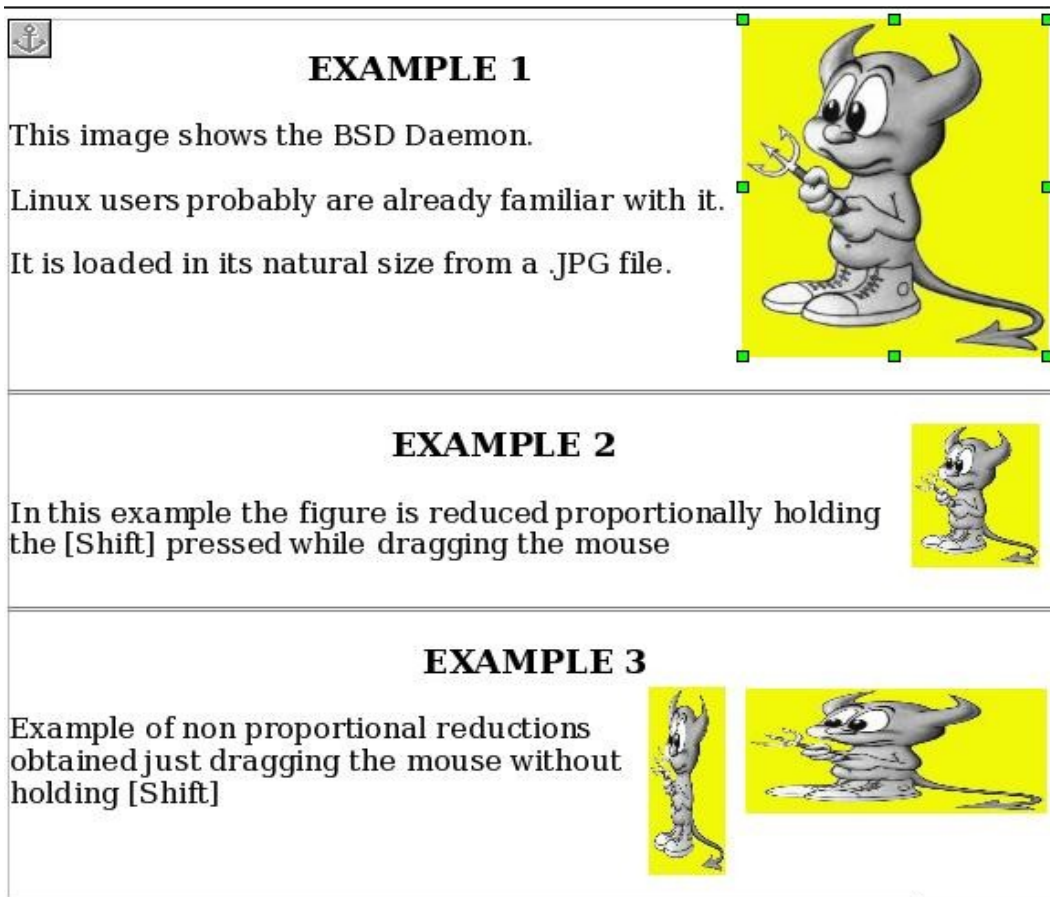 EXAMPLE 1
This image shows the BSD Daemon.
Linux users probably are already familiar with it.
It is loaded in its natural size from a .JPG file.
EXAMPLE 2
In this example the figure is reduced proportionally holding
the [Shift] pressed while dragging the mouse
EXAMPLE 3
Example of non proportional reductions
obtained just dragging the mouse without
holding [Shift]